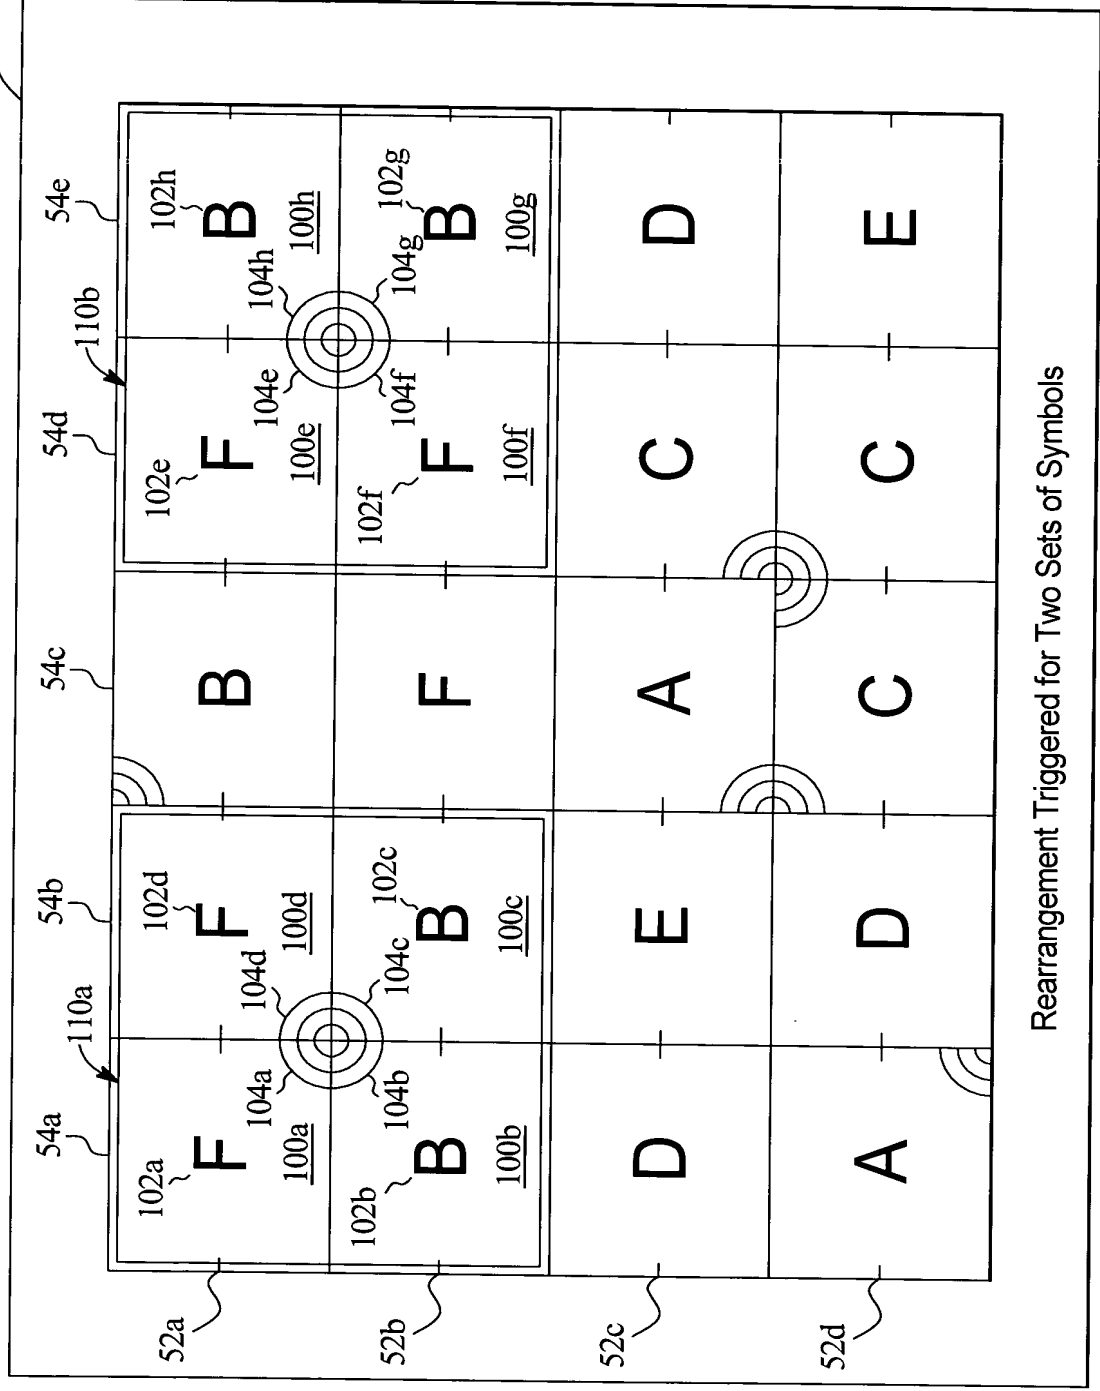 54a 54b 54c 54d 54e
110a 110b
102a 102d 102e 102h
52a F F B F B
104a 104d 104e 104h
100a 100d 100e 100h
104b 104c 104f 104g
102b 102c 102f 102g
52b B B F F B
100b 100c 100f 100g
52c D E A C D
52d A D C C E
Rearrangement Triggered for Two Sets of Symbols